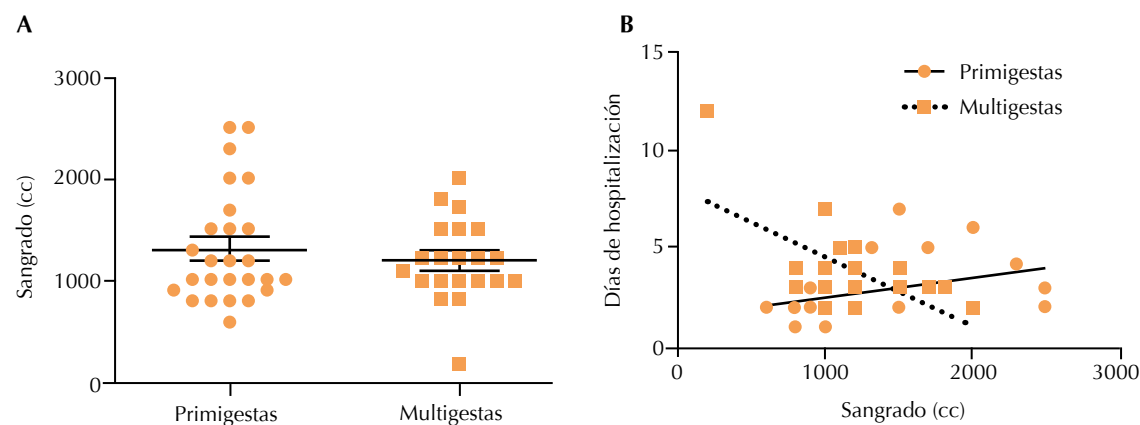 A
3000
2000
1000
0
Sangrado (cc)
Primigestas
Multigestas
B
15
10
5
0
Días de hospitalización
Primigestas
Multigestas
0
1000
2000
3000
Sangrado (cc)